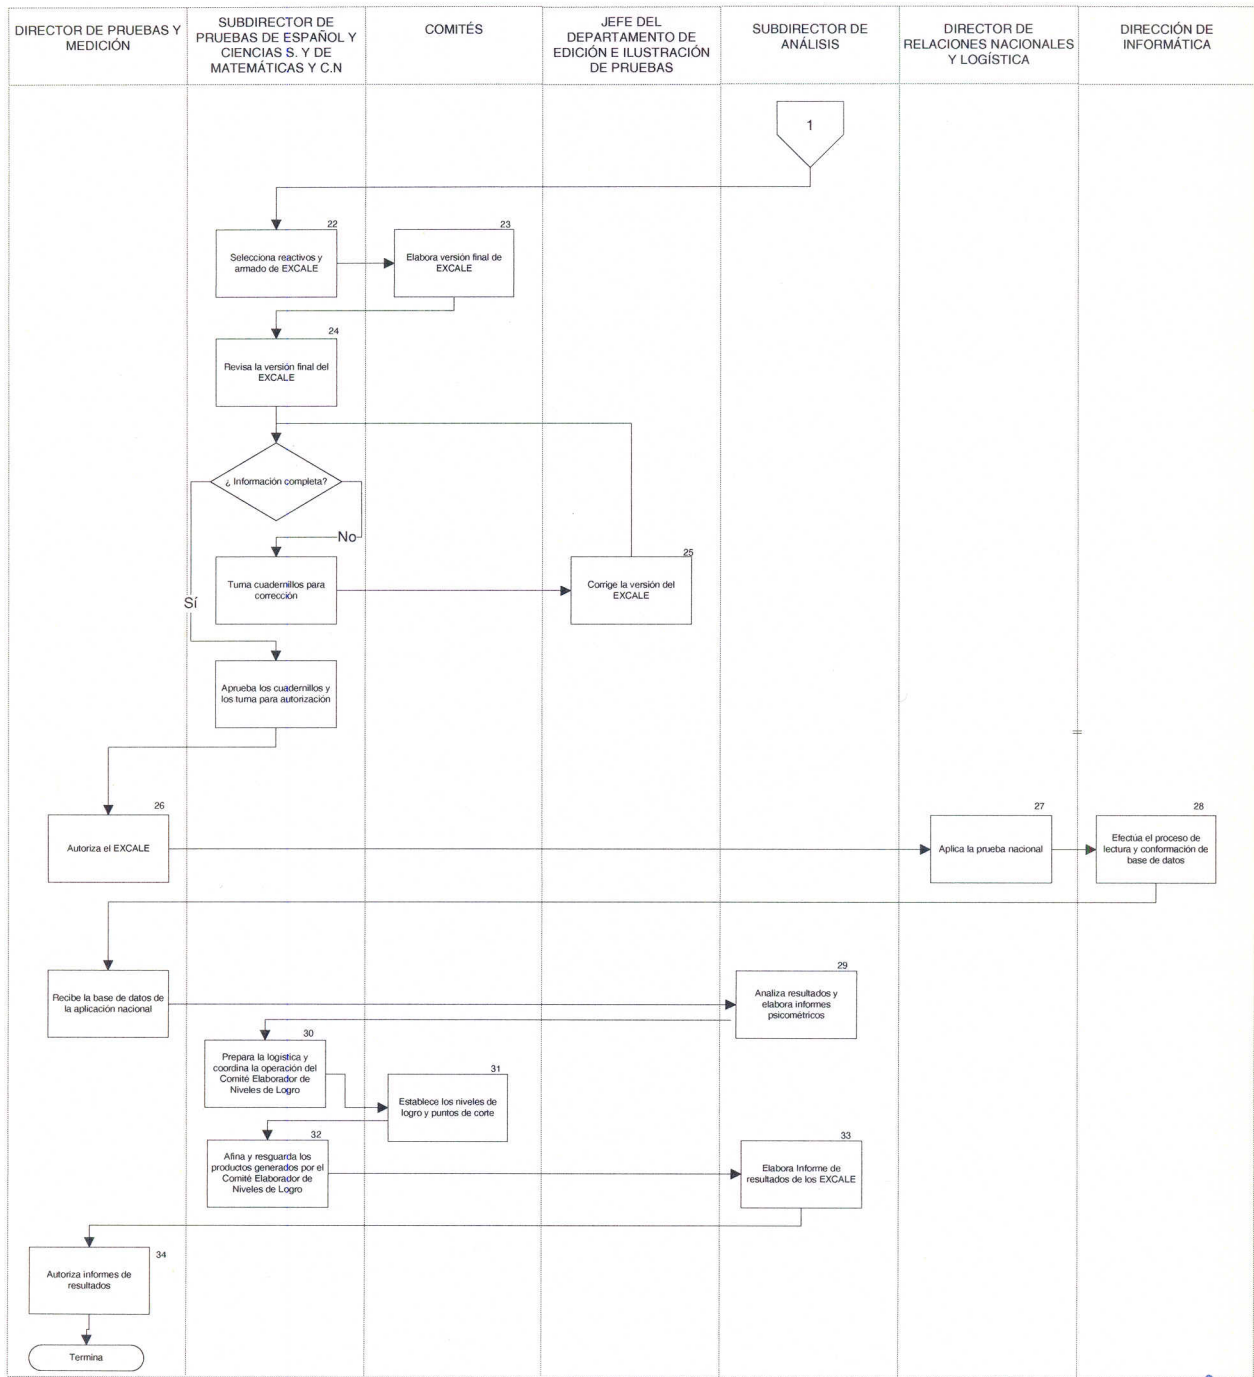 DIRECTOR DE PRUEBAS Y
MEDICIÓN
SUBDIRECTOR DE
PRUEBAS DE ESPAÑOL Y
CIENCIAS S. Y DE
MATEMÁTICAS Y C.N
COMITÉS
JEFE DEL
DEPARTAMENTO DE
EDICIÓN E ILUSTRACIÓN
DE PRUEBAS
SUBDIRECTOR DE
ANÁLISIS
DIRECTOR DE
RELACIONES NACIONALES
Y LOGÍSTICA
DIRECCIÓN DE
INFORMÁTICA
1
22
Selecciona reactivos y
armado de EXCALE
23
Elabora versión final de
EXCALE
24
Revisa la versión final del
EXCALE
¿ Información completa?
No
Turna cuadernillos para
corrección
25
Corrige la versión del
EXCALE
Sí
Aprueba los cuadernillos y
los turna para autorización
26
Autoriza el EXCALE
27
Aplica la prueba nacional
28
Efectúa el proceso de
lectura y conformación de
base de datos
Recibe la base de datos de
la aplicación nacional
29
Analiza resultados y
elabora informes
psicométricos
30
Prepara la logística y
coordina la operación del
Comité Elaborador de
Niveles de Logro
31
Establece los niveles de
logro y puntos de corte
32
Afina y resguarda los
productos generados por el
Comité Elaborador de
Niveles de Logro
33
Elabora Informe de
resultados de los EXCALE
34
Autoriza informes de
resultados
Termina